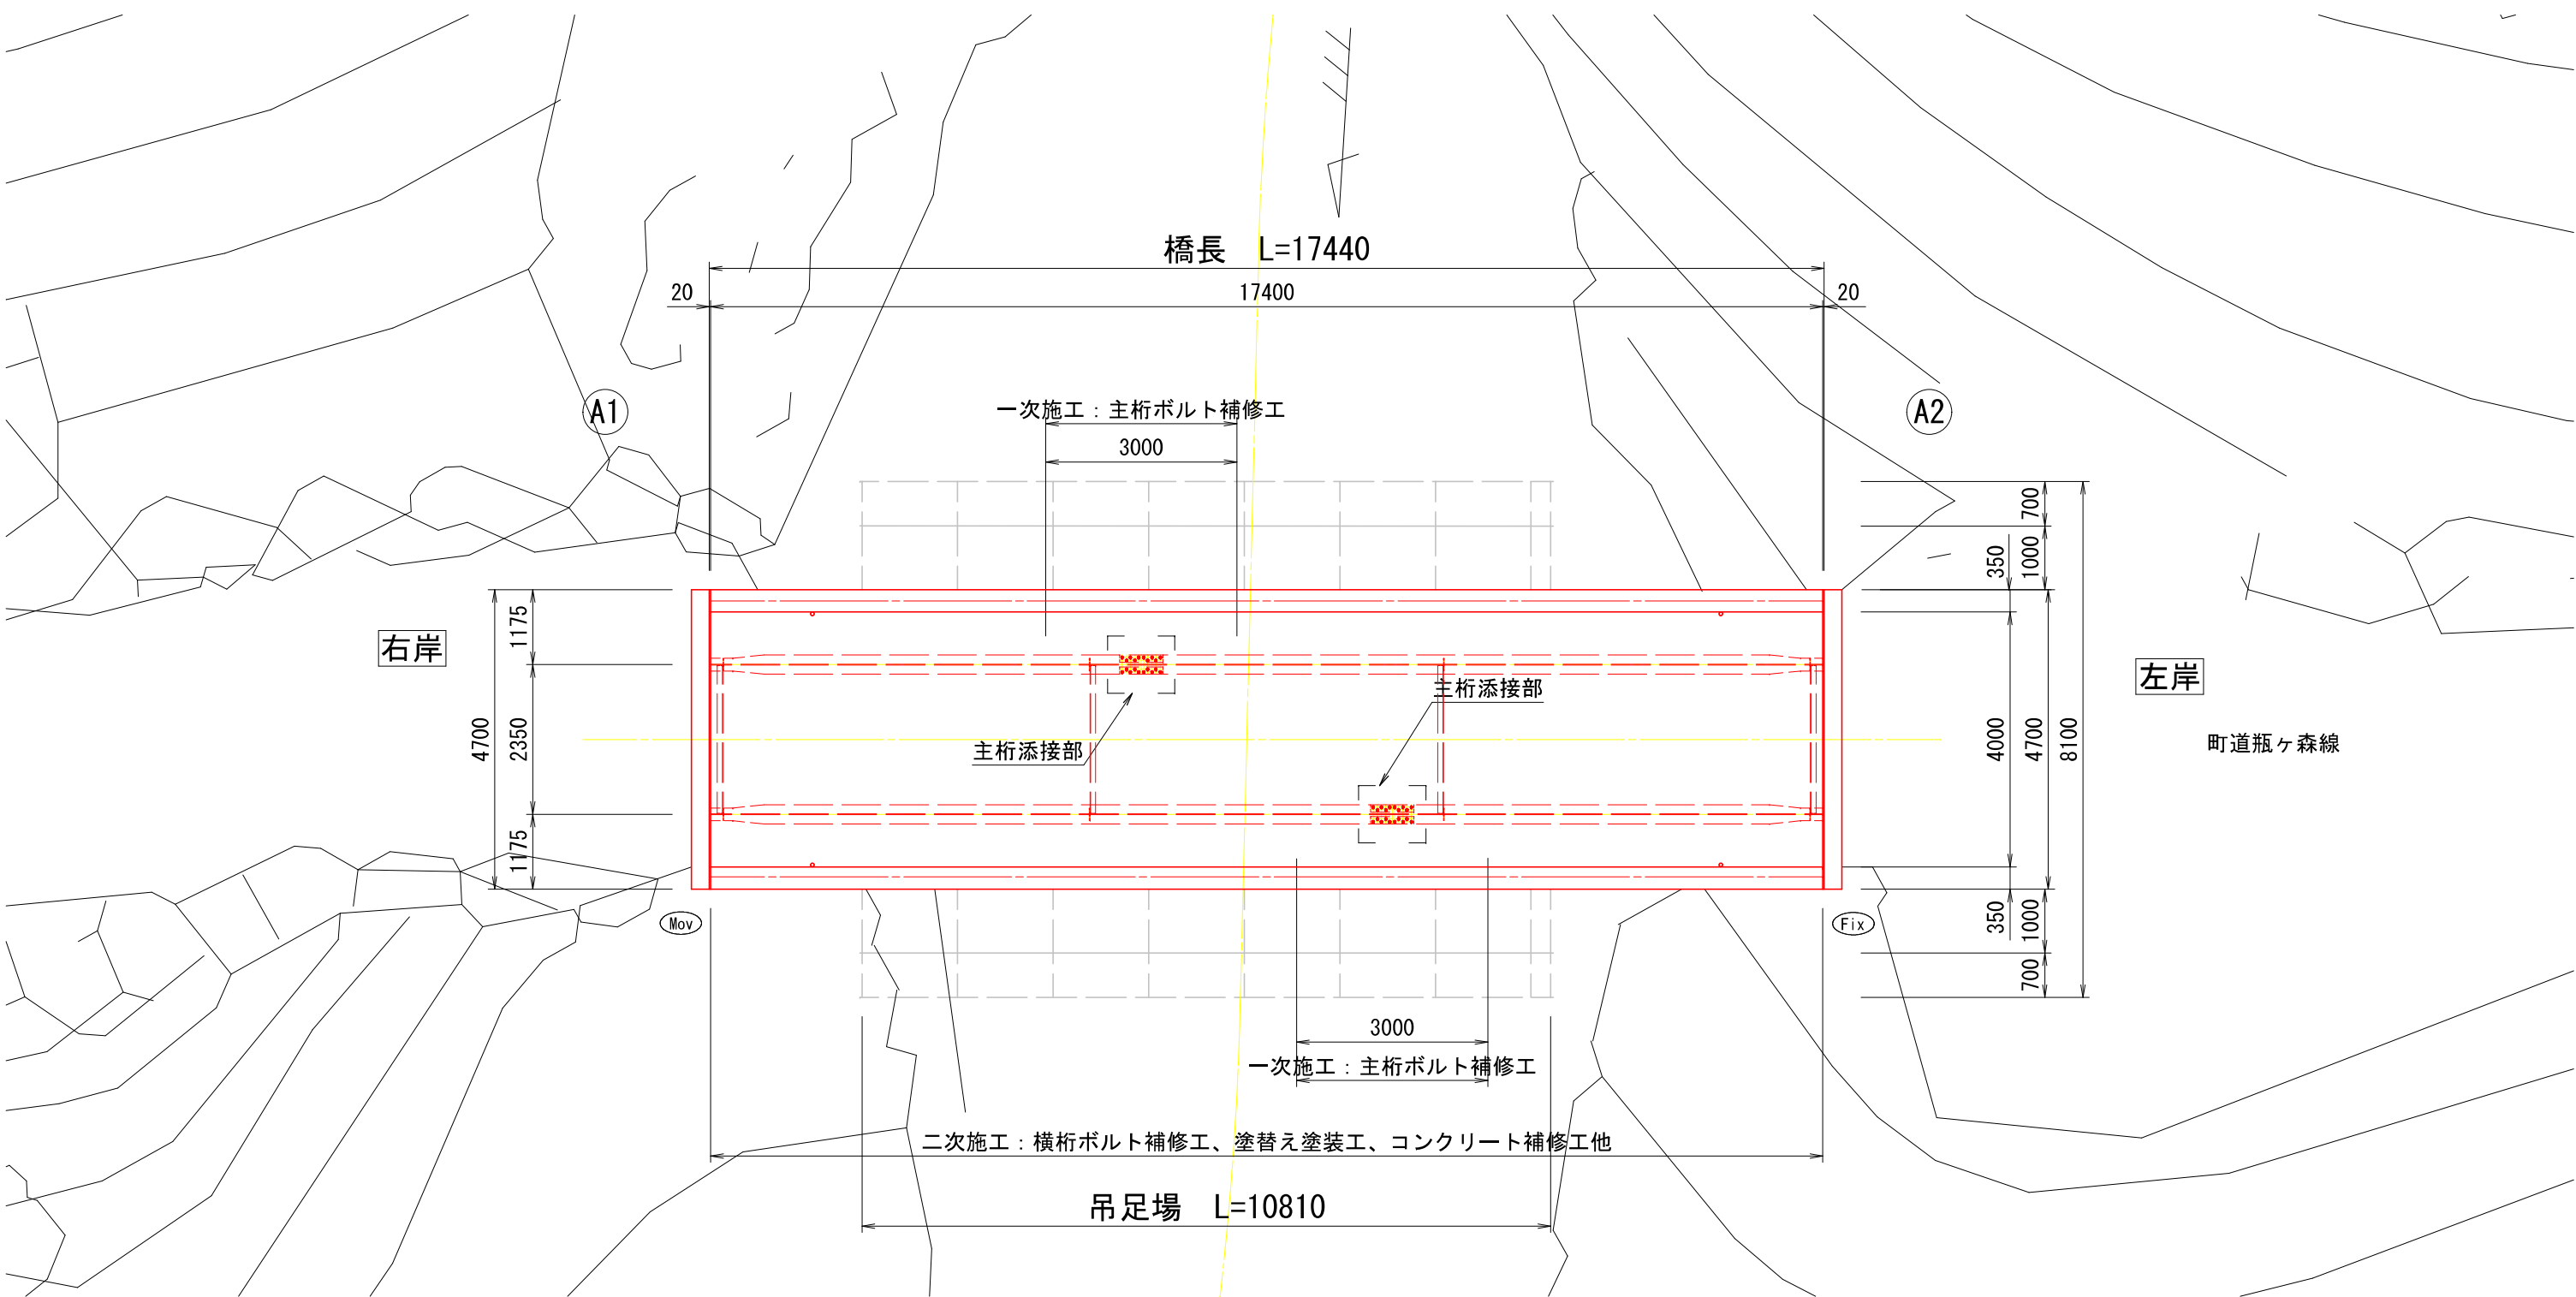 橋長　L=17440
20
17400
20
A1
一次施工：主桁ボルト補修工
3000
A2
700
1000
350
1175
右岸
主桁添接部
左岸
4700
2350
主桁添接部
4000
4700
8100
町道瓶ヶ森線
1175
Mov
Fix
350
1000
700
3000
一次施工：主桁ボルト補修工
二次施工：横桁ボルト補修工、塗替え塗装工、コンクリート補修工他
吊足場　L=10810